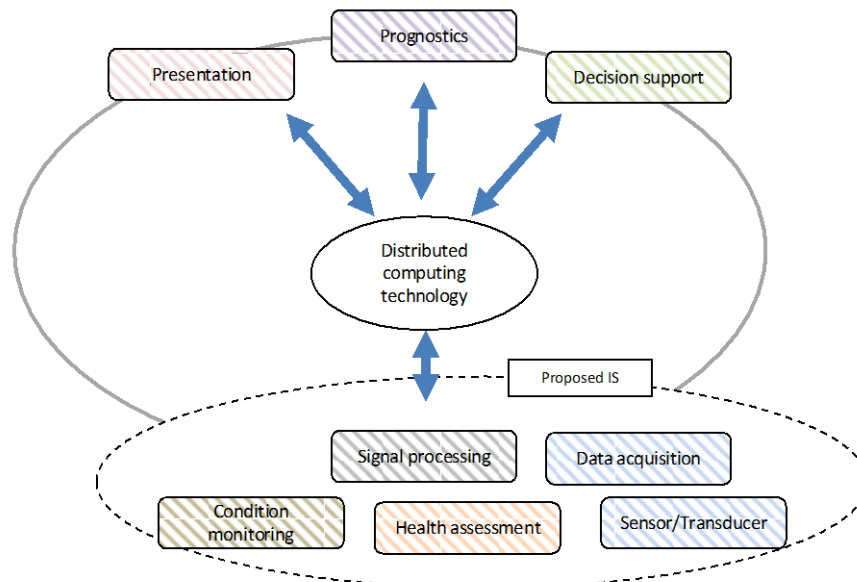 Prognostics
Presentation
Decision support
Distributed
computing
technology
Proposed IS
Signal processing
Data acquisition
Condition
monitoring
Health assessment
Sensor/Transducer